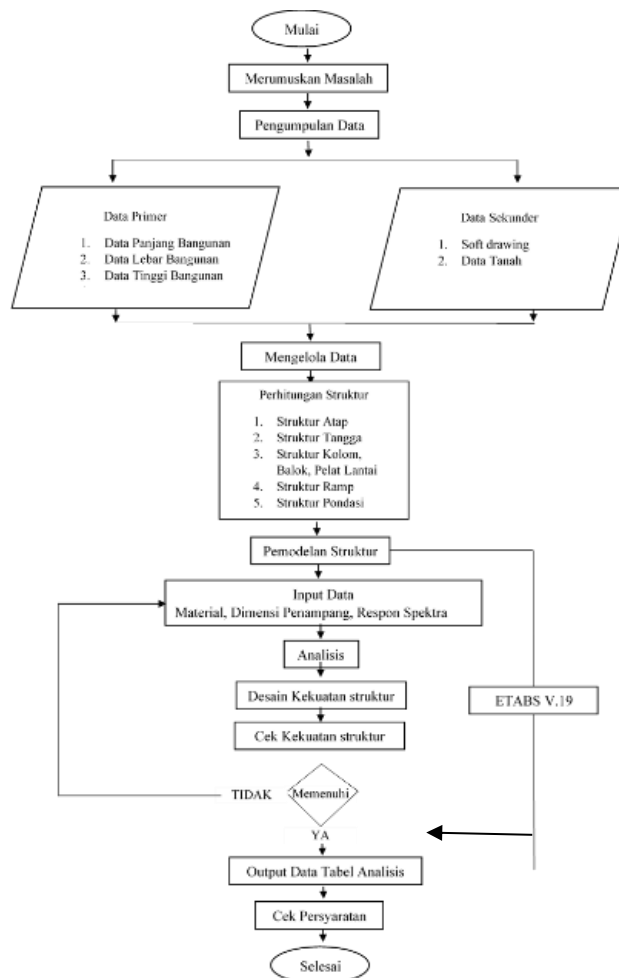 Mulai
Merumuskan Masalah
Pengumpulan Data
Data Primer
1. Data Panjang Bangunan
2. Data Lebar Bangunan
3. Data Tinggi Bangunan
Data Sekunder
1. Soft drawing
2. Data Tanah
Mengelola Data
Perhitungan Struktur
1. Struktur Atap
2. Struktur Tangga
3. Struktur Kolom,
Balok, Pelat Lantai
4. Struktur Ramp
5. Struktur Pondasi
Pemodelan Struktur
Input Data
Material, Dimensi Penampang, Respon Spektra
Analisis
Desain Kekuatan struktur
ETABS V.19
Cek Kekuatan struktur
TIDAK
Memenuhi
YA
Output Data Tabel Analisis
Cek Persyaratan
Selesai